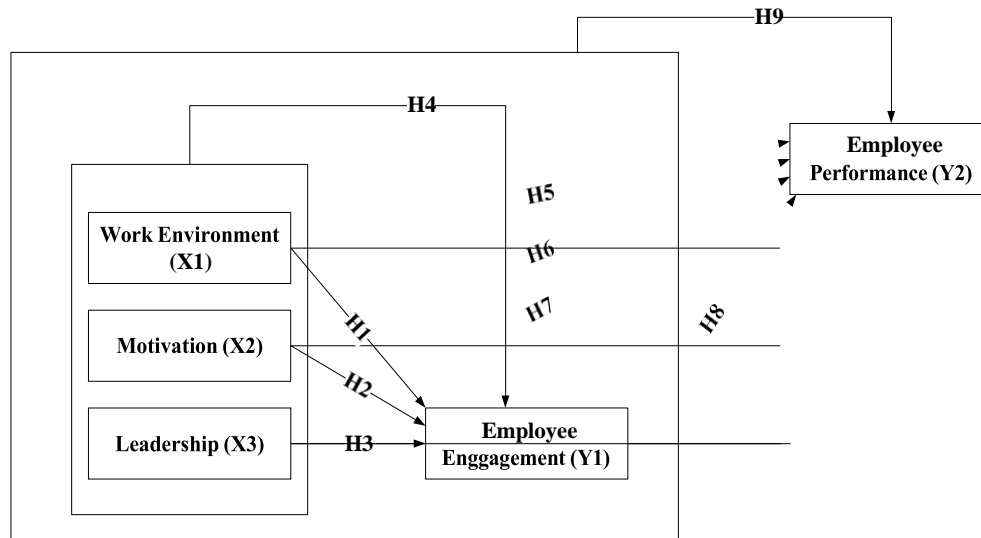 H9
H4
Employee
Performance (Y2)
H5
Work Environment
(X1)
H6
H7
H8
H1
Motivation (X2)
H2
Leadership (X3)
H3
Employee
Enggagement (Y1)